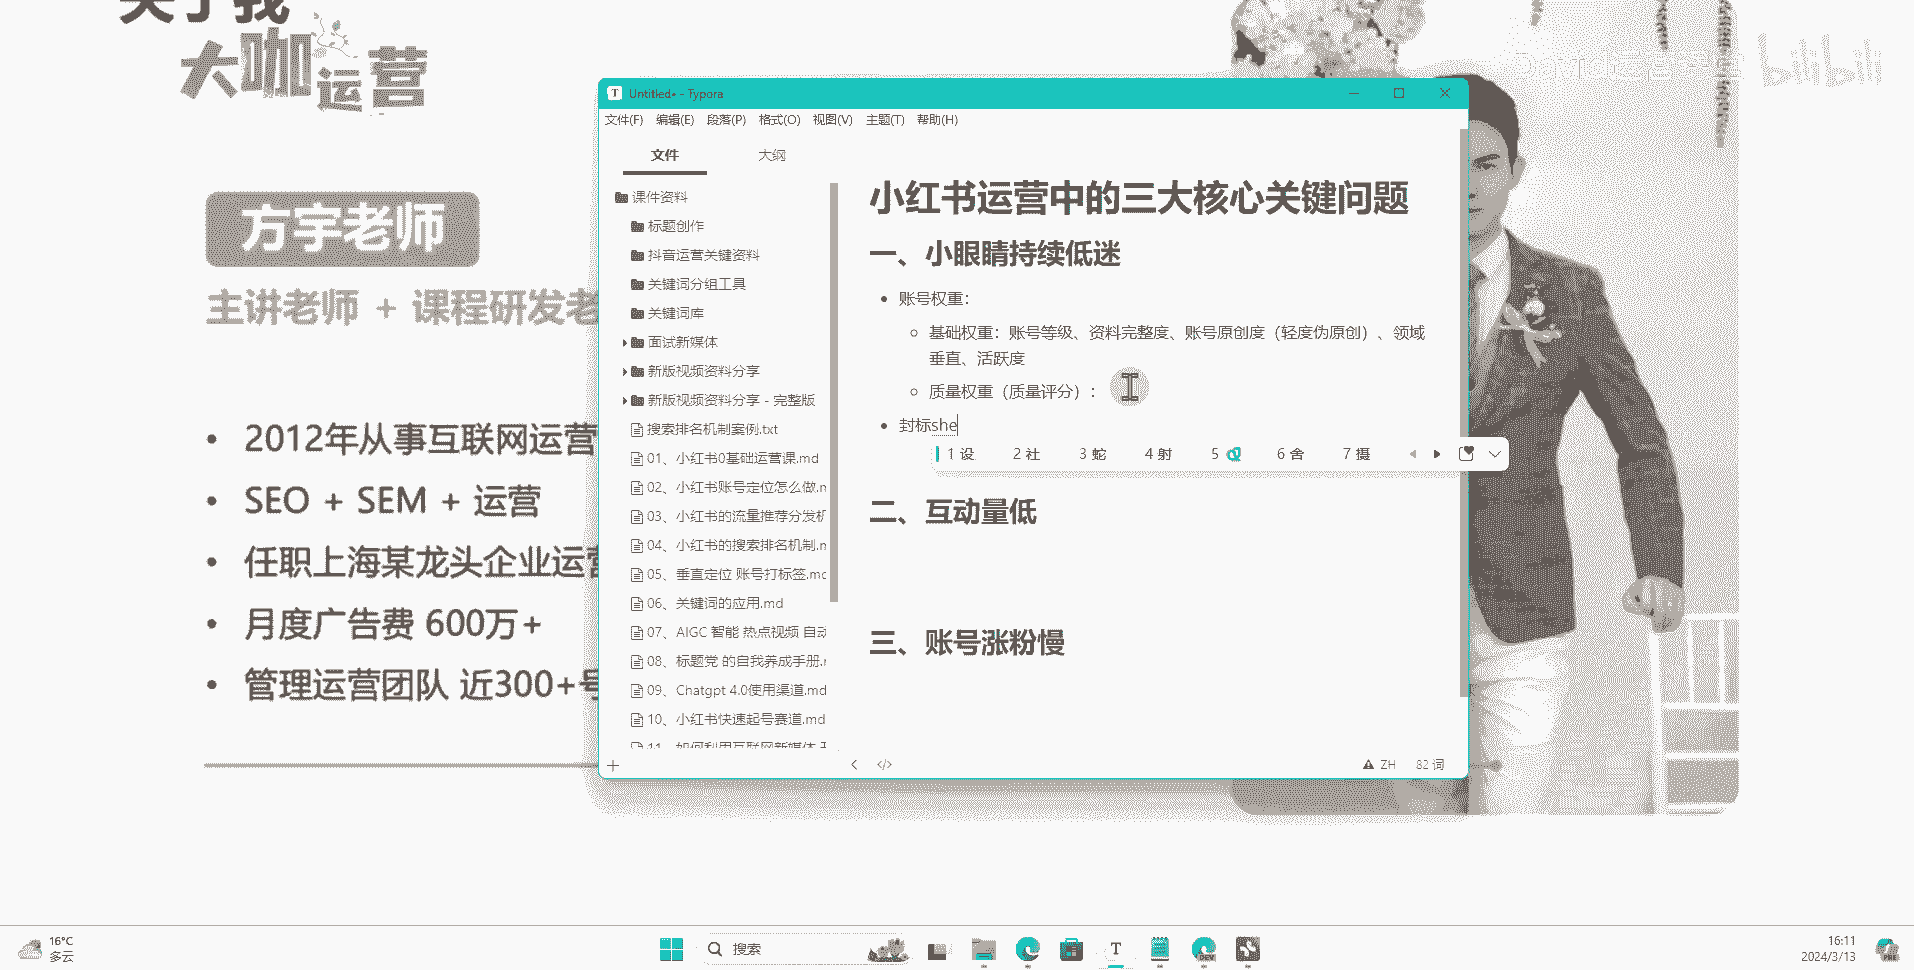 关于我
大咖运营
方宇老师
主讲老师 + 课程研发老
2012年从事互联网运营
SEO + SEM + 运营
任职上海某龙头企业运营
月度广告费 600万+
管理运营团队 近300+号
bilibili
Untitled• - Typora
文件(F) 编辑(E) 段落(P) 格式(O) 视图(V) 主题(T) 帮助(H)
文件 大纲
课件资料
标题创作
抖音运营关键资料
关键词分组工具
关键词库
面试新媒体
新版视频资料分享
新版视频资料分享 - 完整版
搜索排名机制案例.txt
01、小红书0基础运营课.md
02、小红书账号定位怎么做.m
03、小红书的流量推荐分发机
04、小红书的搜索排名机制.m
05、垂直定位 账号打标签.md
06、关键词的应用.md
07、AIGC 智能 热点视频 自动
08、标题党 的自我养成手册.m
09、Chatgpt 4.0使用渠道.md
10、小红书快速起号赛道.md
11、如何利用互联网新媒体
小红书运营中的三大核心关键问题
一、小眼睛持续低迷
账号权重：
基础权重：账号等级、资料完整度、账号原创度（轻度伪原创）、领域
垂直、活跃度
质量权重（质量评分）：
封标she
1 设 2 社 3 蛇 4 射 5 6 舍 7 摄
二、互动量低
三、账号涨粉慢
ZH 82 词
16°C
多云
搜索
T
DEV
16:11
2024/3/13
PRE